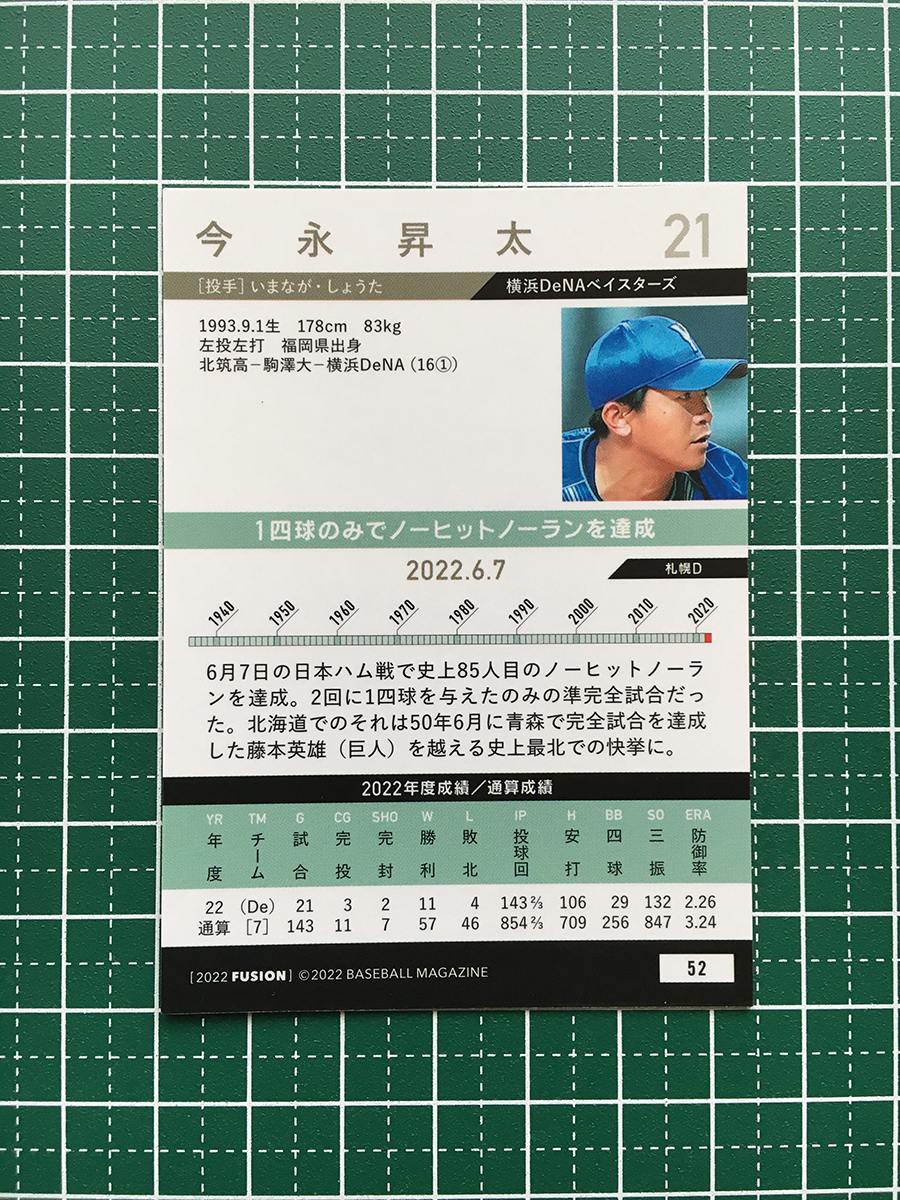 今永昇太 21
[投手] いまなが・しょうた 横浜DeNAベイスターズ
1993.9.1生 178cm 83kg
左投左打 福岡県出身
北筑高－駒澤大－横浜DeNA (16①)
1四球のみでノーヒットノーランを達成
2022.6.7 札幌D
1940 1950 1960 1970 1980 1990 2000 2010 2020
6月7日の日本ハム戦で史上85人目のノーヒットノーラ
ンを達成。2回に1四球を与えたのみの準完全試合だっ
た。北海道でのそれは50年6月に青森で完全試合を達成
した藤本英雄（巨人）を越える史上最北での快挙に。
2022年度成績／通算成績
YR TM G CG SHO W L IP H BB SO ERA
年度 チーム 試合 完投 完封 勝利 敗北 投球回 安打 四球 三振 防御率
22 (De) 21 3 2 11 4 143 ⅔ 106 29 132 2.26
通算 [7] 143 11 7 57 46 854 ⅔ 709 256 847 3.24
[2022 FUSION] ©2022 BASEBALL MAGAZINE 52